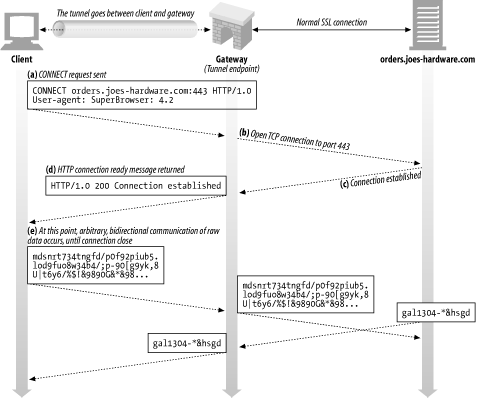 The tunnel goes between client and gateway
Normal SSL connection
Client
Gateway
(Tunnel endpoint)
orders.joes-hardware.com
(a) CONNECT request sent
CONNECT orders.joes-hardware.com:443 HTTP/1.0
User-agent: SuperBrowser: 4.2
(b) Open TCP connection to port 443
(c) Connection established
(d) HTTP connection ready message returned
HTTP/1.0 200 Connection established
(e) At this point, arbitrary, bidirectional communication of raw
data occurs, until connection close
mdsnrt734tngfd/pOf92piub5.
lod9fuo8w34b4/;p-90[g9yk,8
U|t6y6/%$!&9890G&*&98...
mdsnrt734tngfd/pOf92piub5.
lod9fuo8w34b4/;p-90[g9yk,8
U|t6y6/%$!&9890G&*&98...
gal1304-*&hsgd
gal1304-*&hsgd